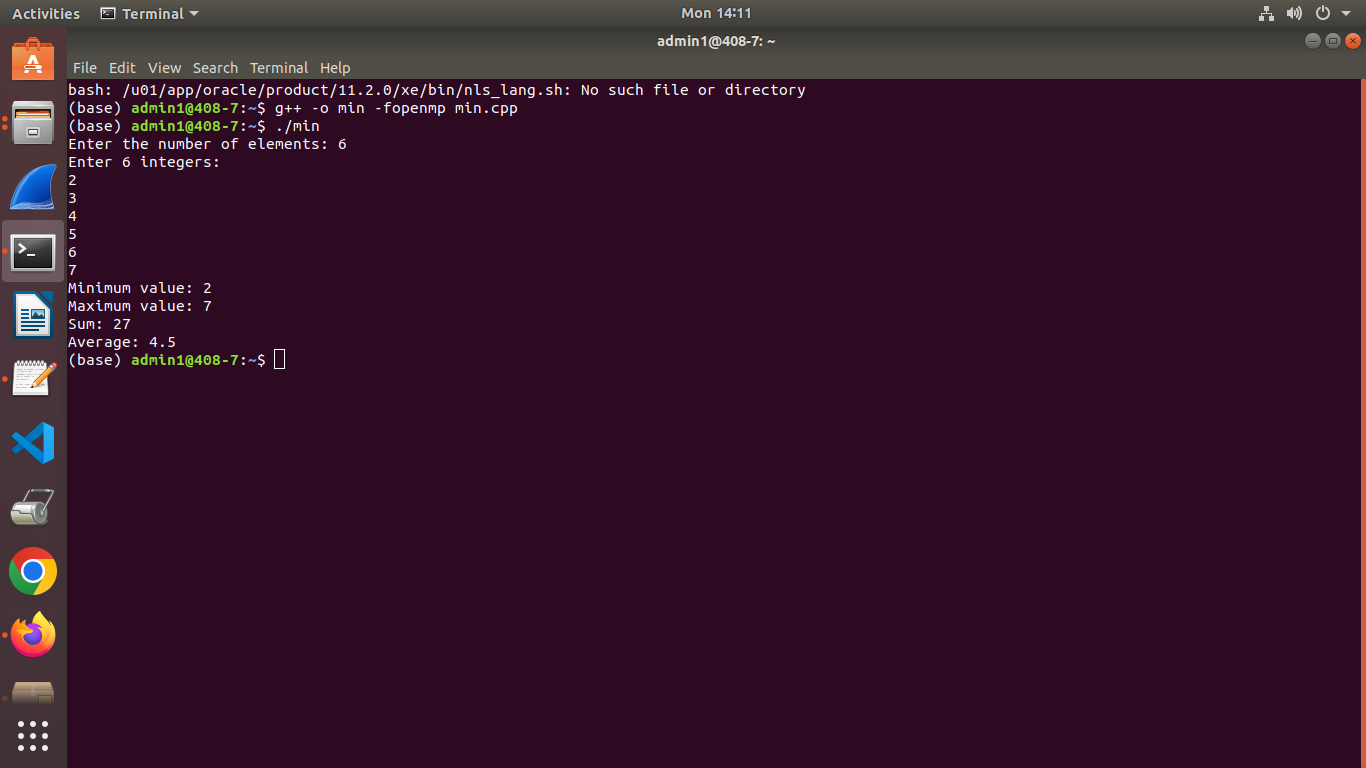 Activities Terminal Mon 14:11
admin1@408-7: ~
File Edit View Search Terminal Help
bash: /u01/app/oracle/product/11.2.0/xe/bin/nls_lang.sh: No such file or directory
(base) admin1@408-7:~$ g++ -o min -fopenmp min.cpp
(base) admin1@408-7:~$ ./min
Enter the number of elements: 6
Enter 6 integers:
2
3
4
5
6
7
Minimum value: 2
Maximum value: 7
Sum: 27
Average: 4.5
(base) admin1@408-7:~$